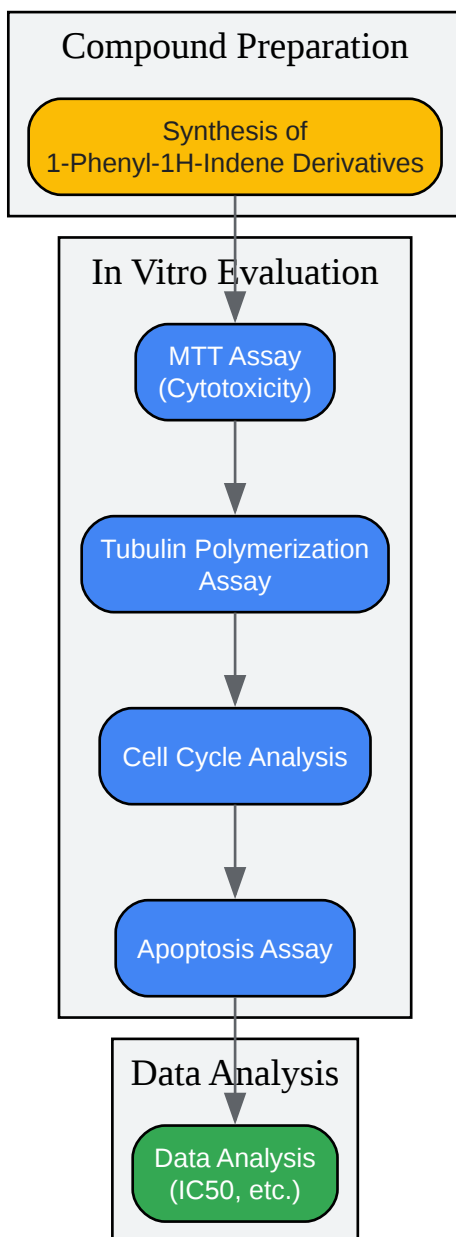 Compound Preparation
Synthesis of
1-Phenyl-1H-Indene Derivatives
In Vitro Evaluation
MTT Assay
(Cytotoxicity)
Tubulin Polymerization
Assay
Cell Cycle Analysis
Apoptosis Assay
Data Analysis
Data Analysis
(IC50, etc.)